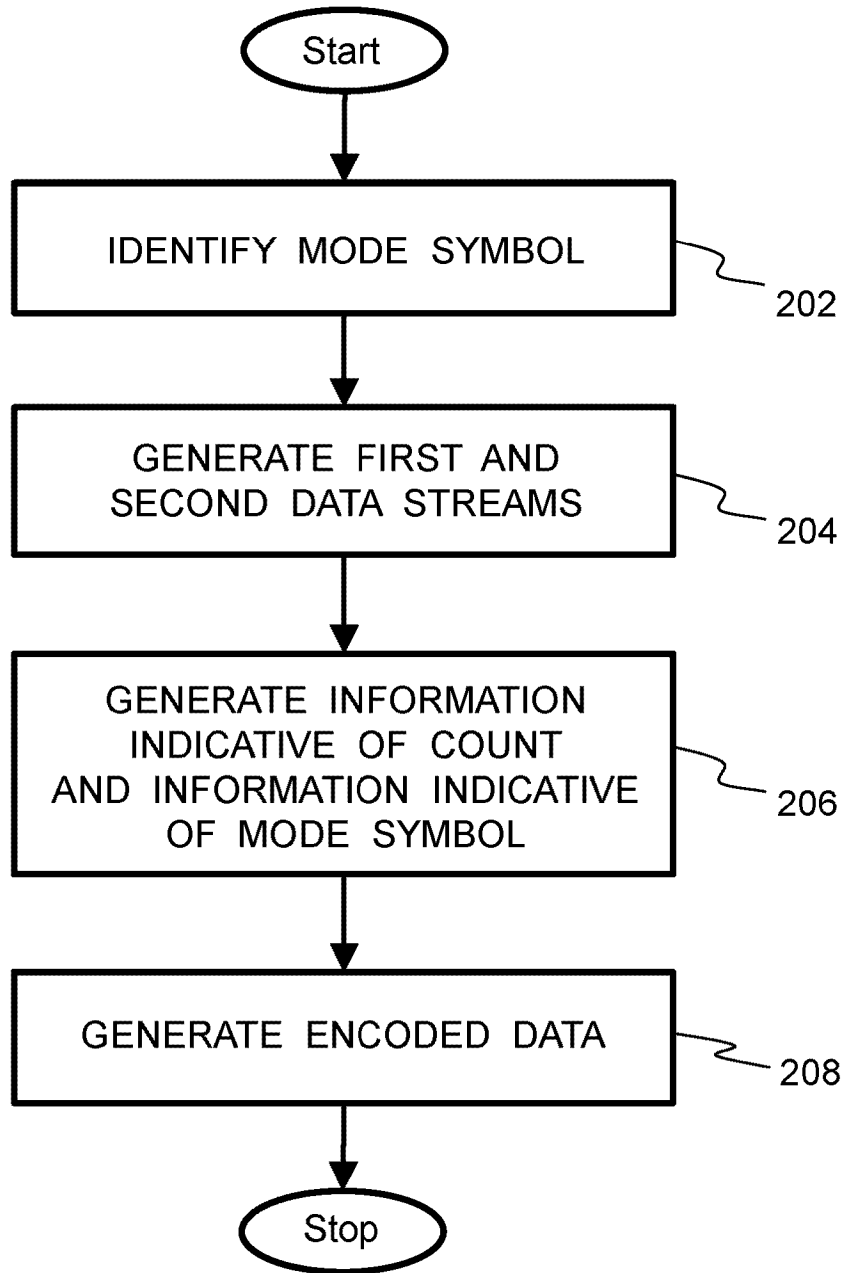 Start
IDENTIFY MODE SYMBOL
202
GENERATE FIRST AND
SECOND DATA STREAMS
204
GENERATE INFORMATION
INDICATIVE OF COUNT
AND INFORMATION INDICATIVE
OF MODE SYMBOL
206
GENERATE ENCODED DATA
208
Stop